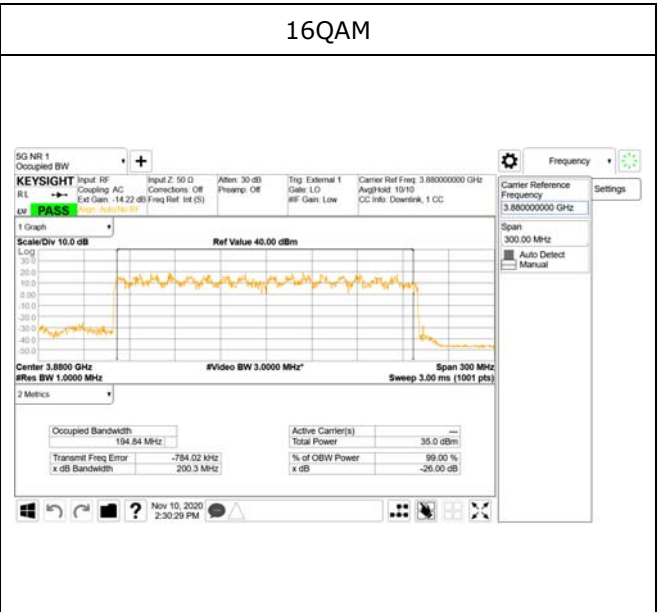 16QAM
5G NR 1
Occupied BW
Frequency
KEYSIGHT
R L
PASS
Input: RF
Coupling: AC
Ext Gain: -14.22 dB
Align: Auto/No RF
Input Z: 50 Ω
Corrections: Off
Freq Ref: Int (S)
Atten: 30 dB
Preamp: Off
Trig: External 1
Gate: LO
#IF Gain: Low
Carrier Ref Freq: 3.880000000 GHz
Avg|Hold: 10/10
CC Info: Downlink, 1 CC
Carrier Reference
Frequency
3.880000000 GHz
Settings
Span
300.00 MHz
Auto Detect
Manual
1 Graph
Scale/Div 10.0 dB
Ref Value 40.00 dBm
Log
30.0
20.0
10.0
0.00
-10.0
-20.0
-30.0
-40.0
-50.0
Center 3.8800 GHz
#Video BW 3.0000 MHz*
Span 300 MHz
#Res BW 1.0000 MHz
Sweep 3.00 ms (1001 pts)
2 Metrics
Occupied Bandwidth
194.84 MHz
Active Carrier(s) ---
Total Power 35.0 dBm
Transmit Freq Error -784.02 kHz
% of OBW Power 99.00 %
x dB Bandwidth 200.3 MHz
x dB -26.00 dB
?
Nov 10, 2020
2:30:29 PM